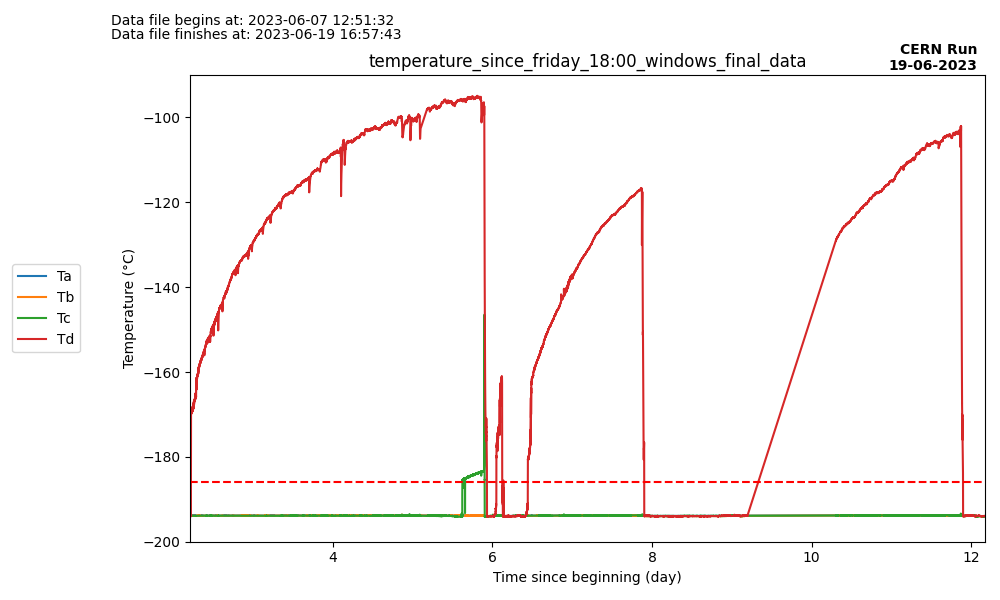 Data file begins at: 2023-06-07 12:51:32
Data file finishes at: 2023-06-19 16:57:43
CERN Run
19-06-2023
temperature_since_friday_18:00_windows_final_data
Temperature (°C)
−100
−120
−140
−160
−180
−200
Ta
Tb
Tc
Td
4
6
8
10
12
Time since beginning (day)